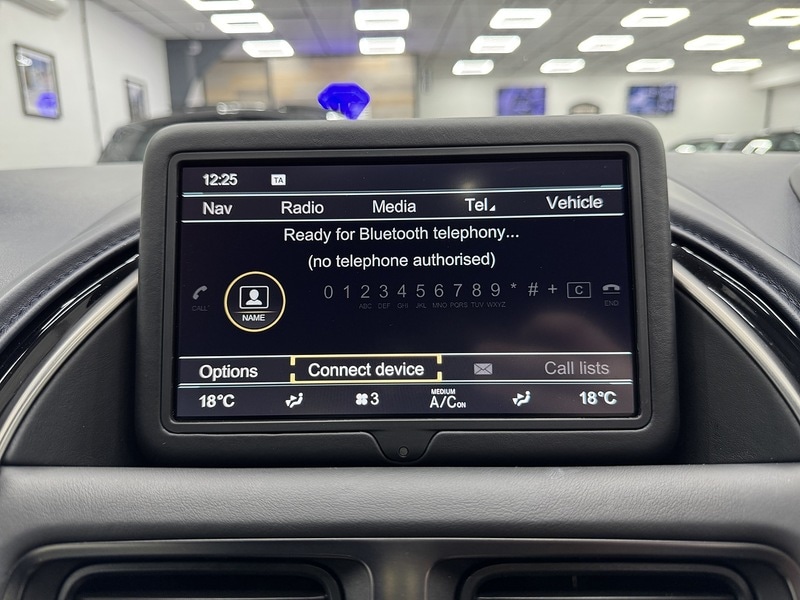 12:25 TA
Nav Radio Media Tel Vehicle
Ready for Bluetooth telephony...
(no telephone authorised)
CALL NAME 0 1 2 3 4 5 6 7 8 9 * # + C END
ABC DEF GHI JKL MNO PQRS TUV WXYZ
Options Connect device Call lists
18°C 3 MEDIUM A/C ON 18°C